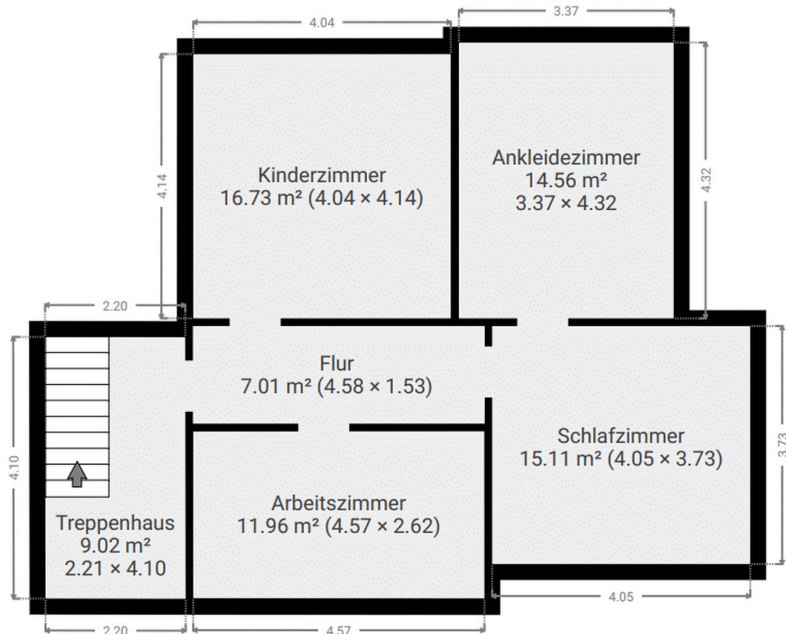 4.04
3.37
4.14
Kinderzimmer
16.73 m² (4.04 × 4.14)
Ankleidezimmer
14.56 m²
3.37 × 4.32
4.32
2.20
Flur
7.01 m² (4.58 × 1.53)
4.10
Schlafzimmer
15.11 m² (4.05 × 3.73)
3.73
Arbeitszimmer
11.96 m² (4.57 × 2.62)
Treppenhaus
9.02 m²
2.21 × 4.10
4.05
2.20
4.57